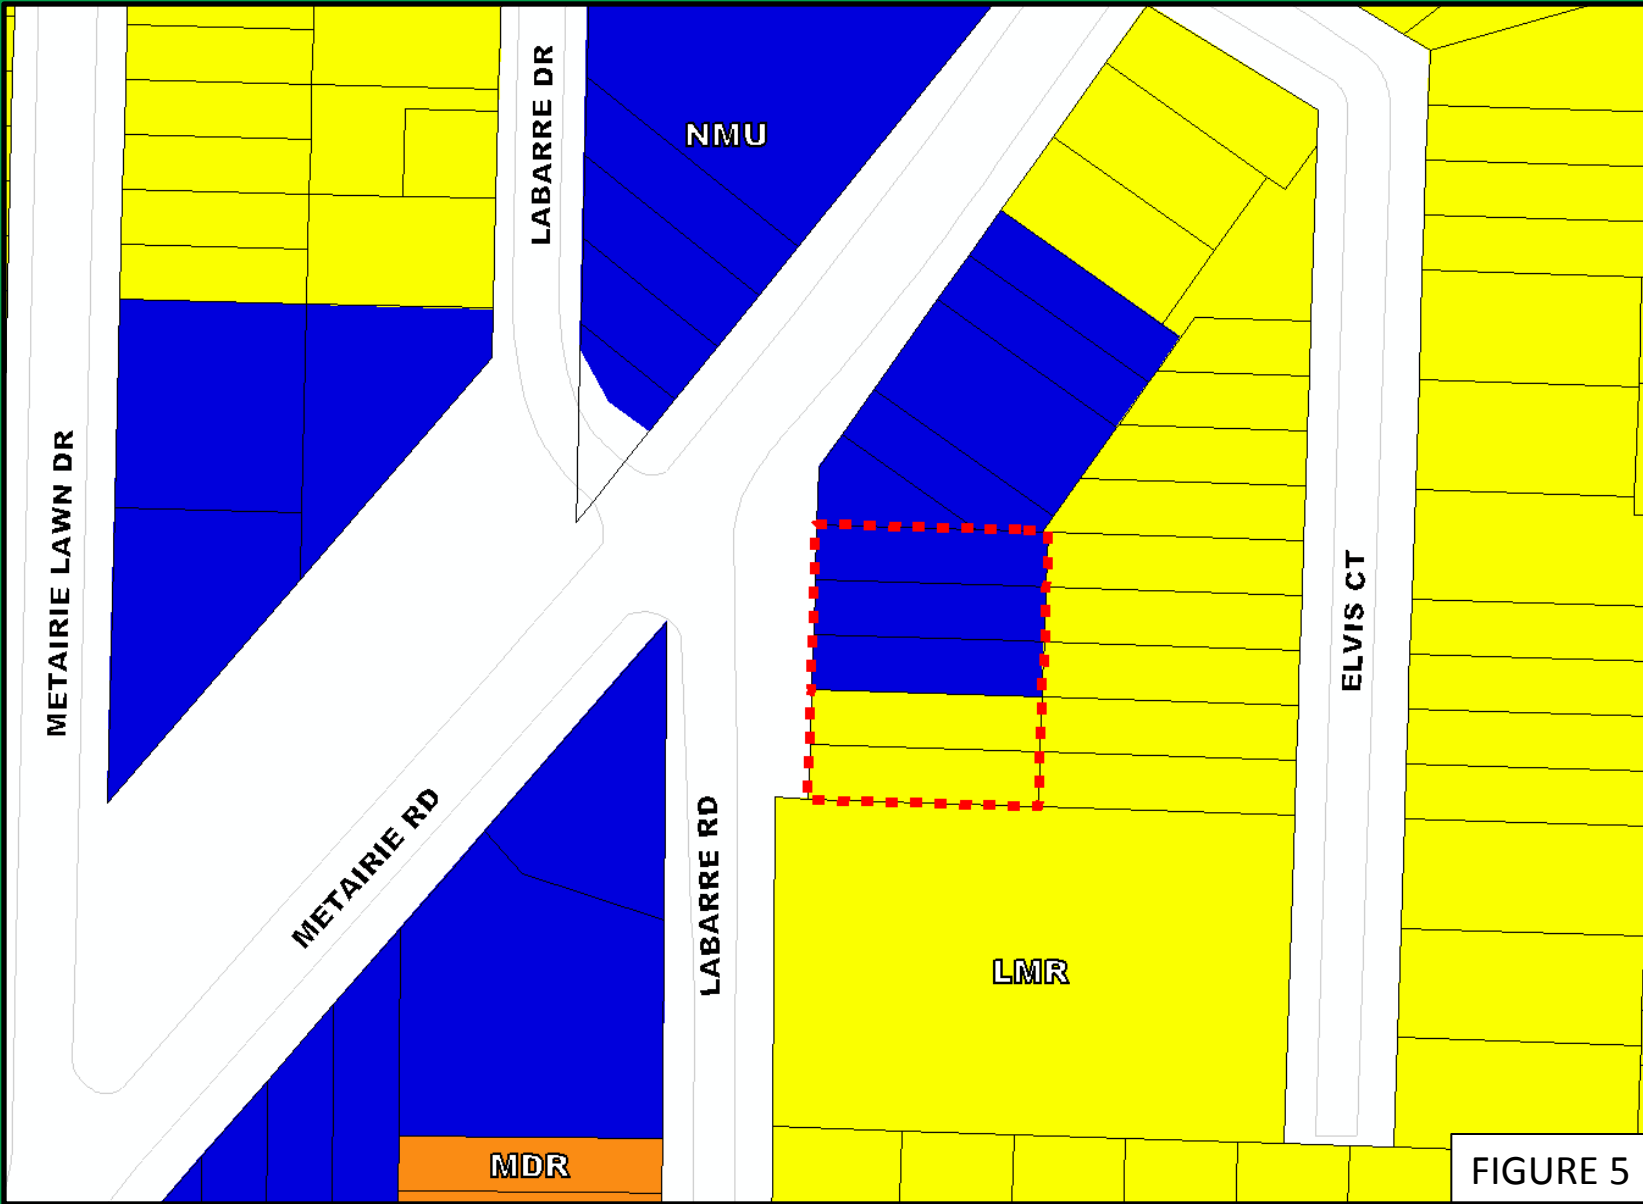 LABARRE DR
NMU
METAIRIE LAWN DR
ELVIS CT
METAIRIE RD
LABARRE RD
LMR
MDR
FIGURE 5